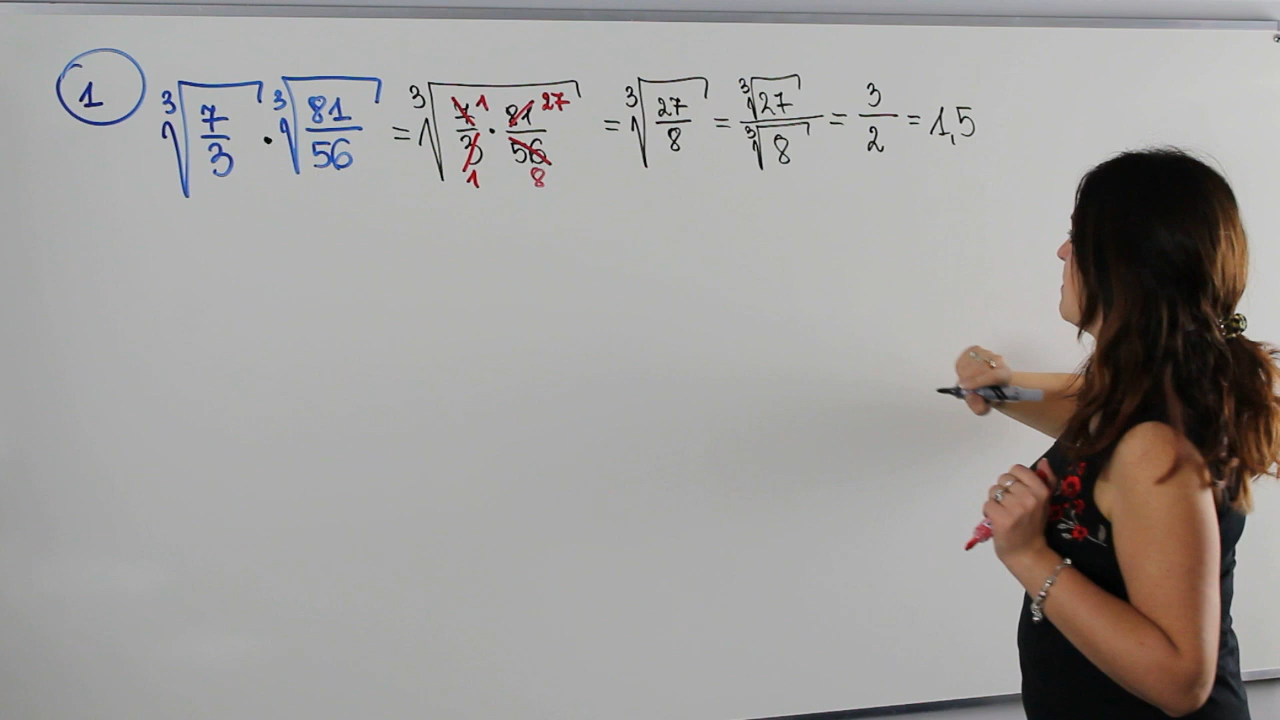 1 ∛(7/3) · ∛(81/56) = ∛(7/3 1/1 · 81/56 27/8) = ∛(27/8) = ∛27/∛8 = 3/2 = 1,5